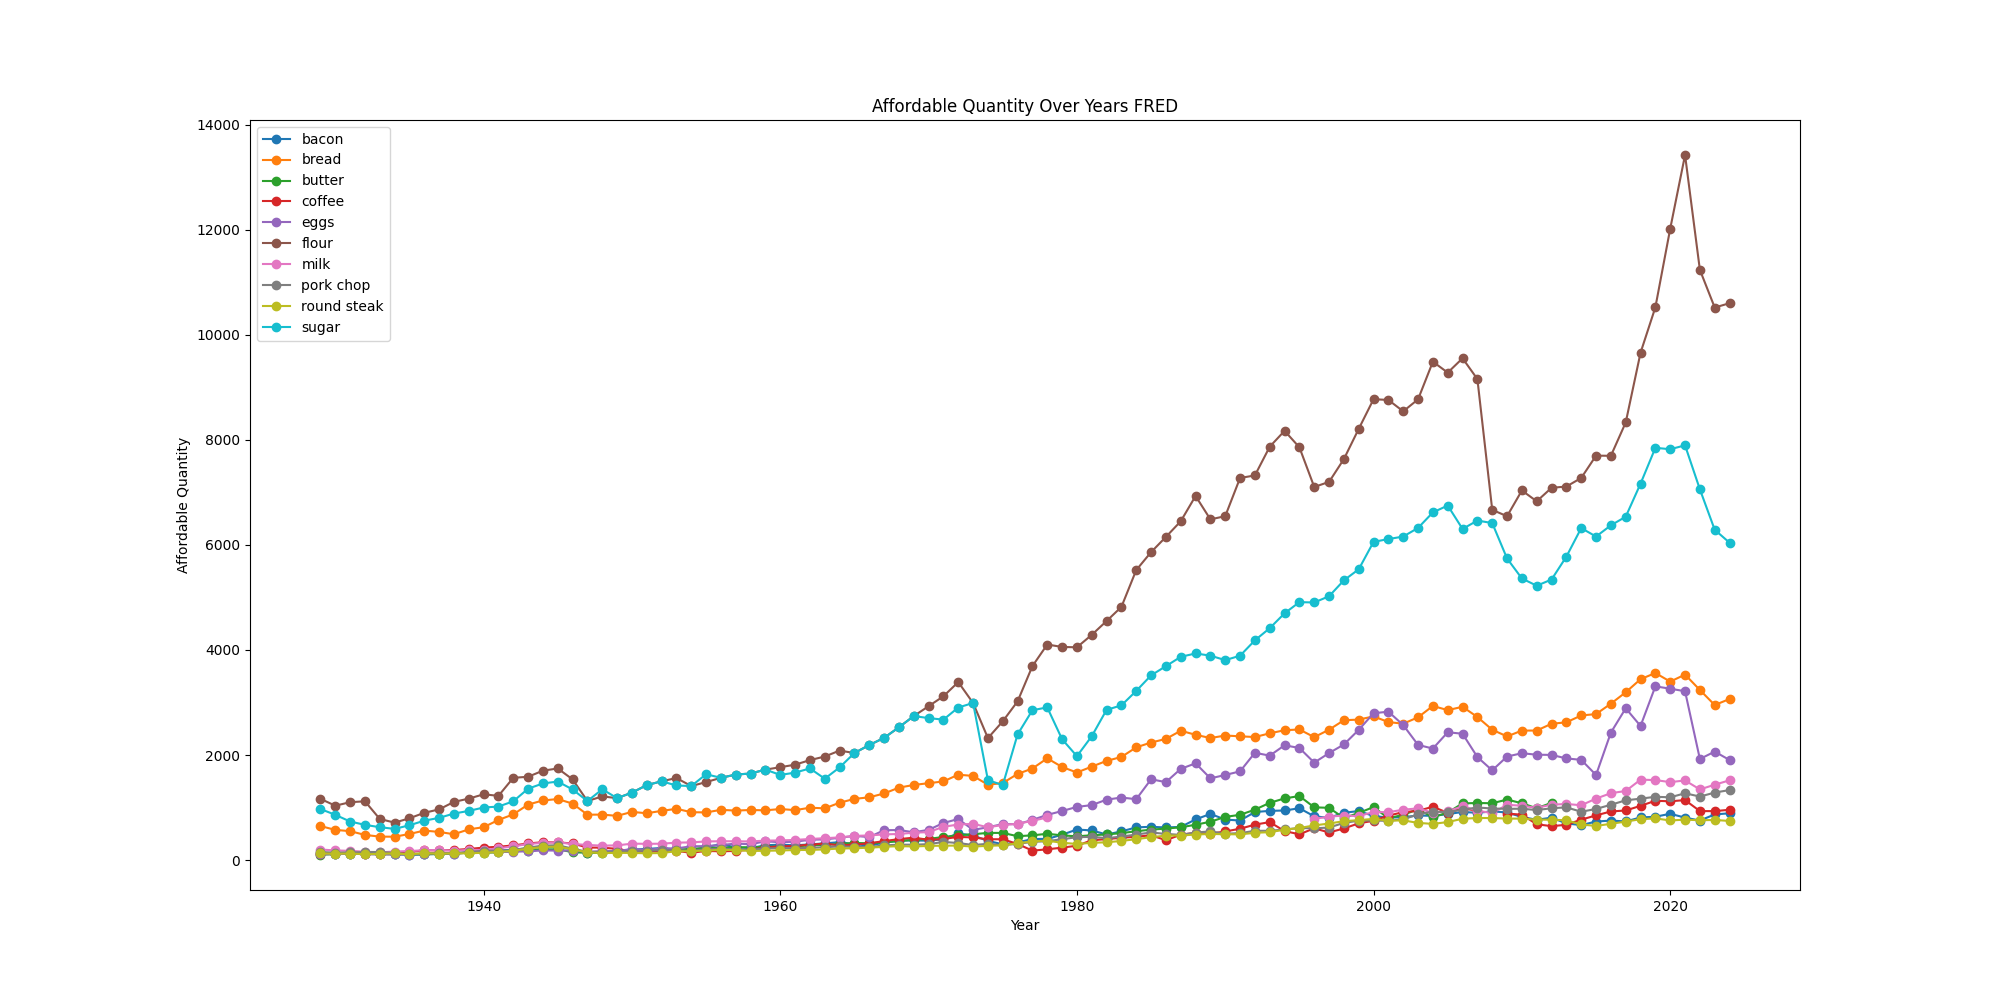 Affordable Quantity Over Years FRED
14000
12000
10000
8000
6000
4000
2000
0
Affordable Quantity
bacon
bread
butter
coffee
eggs
flour
milk
pork chop
round steak
sugar
1940
1960
1980
2000
2020
Year